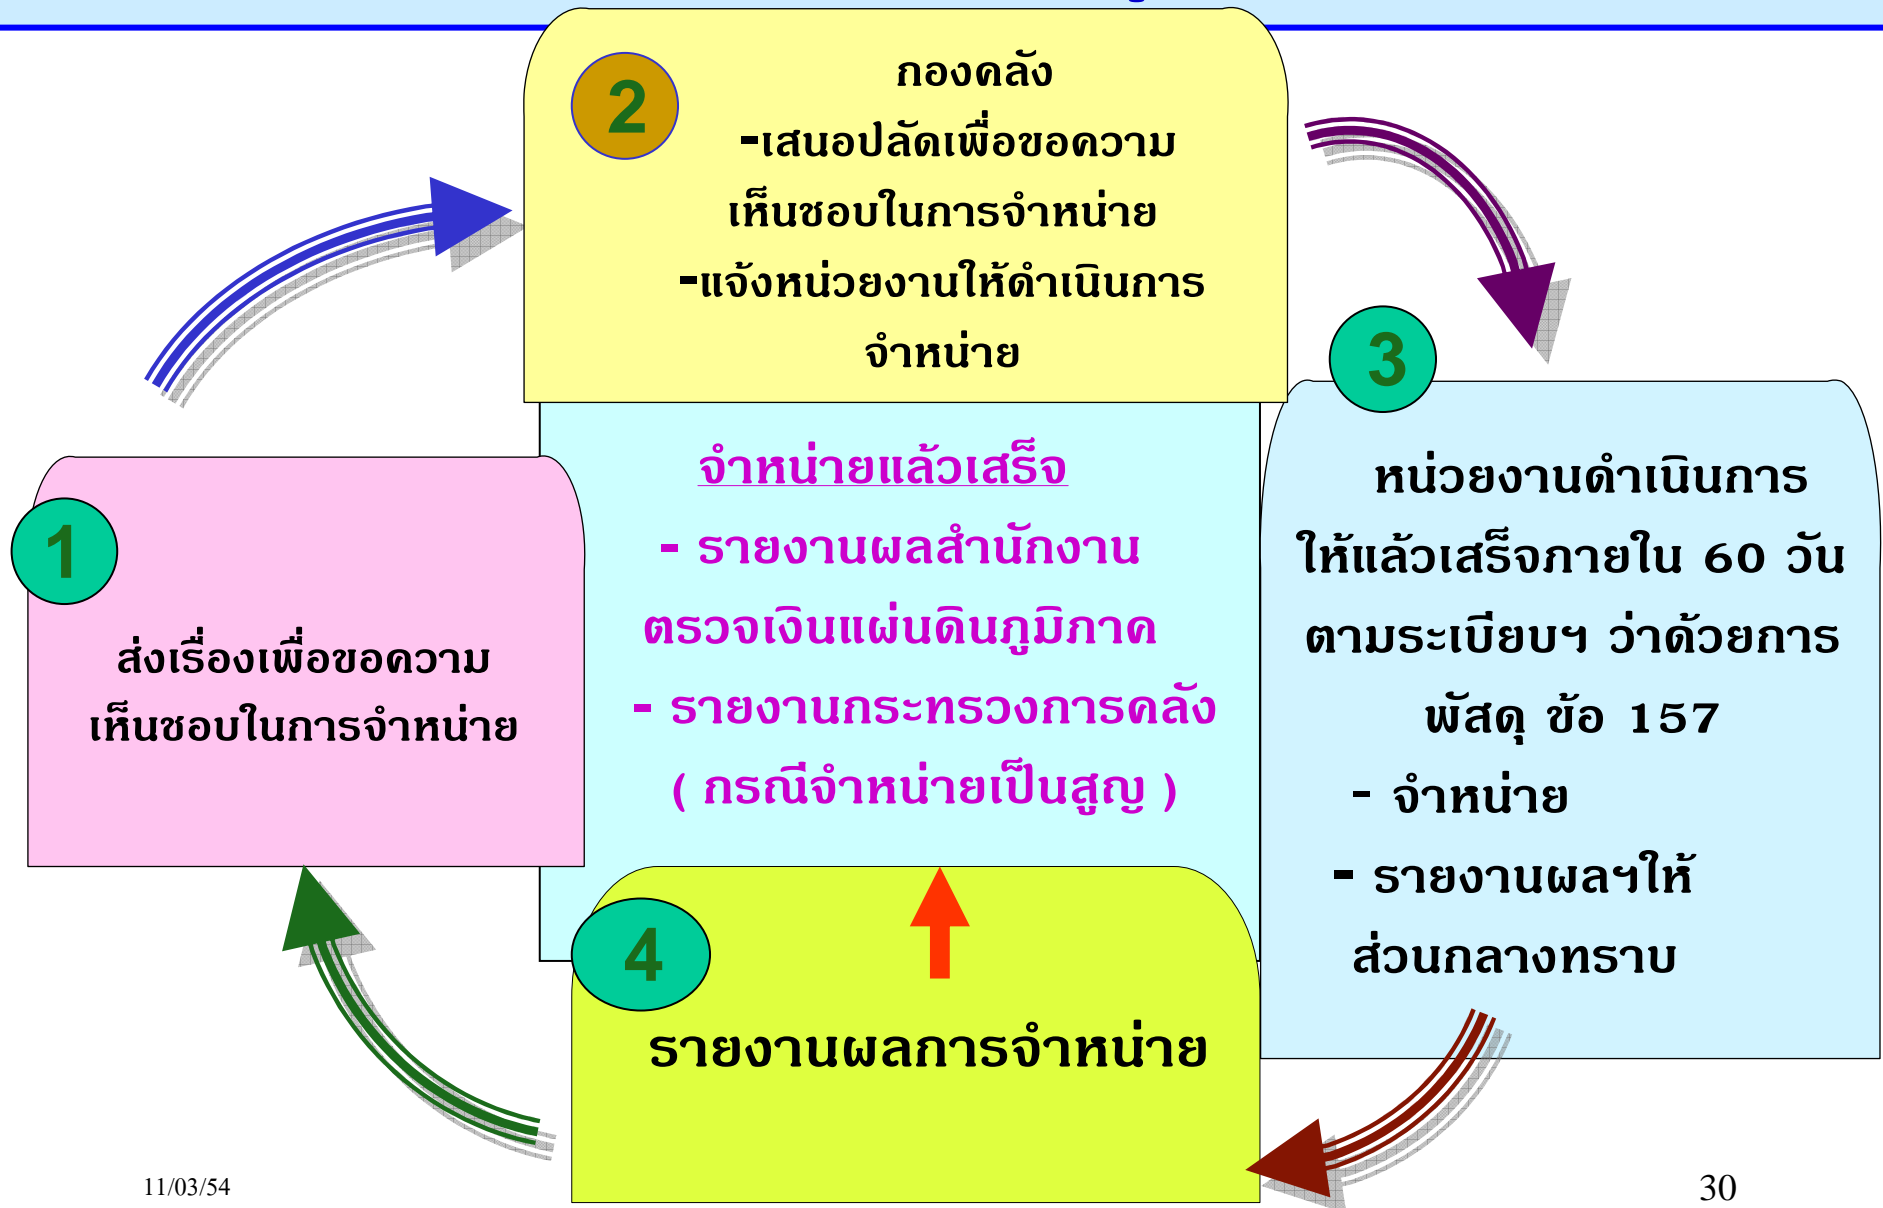 2
กองคลัง
-เสนอปลัดเพื่อขอความ
เห็นชอบในการจำหน่าย
-แจ้งหน่วยงานให้ดำเนินการ
จำหน่าย
1
ส่งเรื่องเพื่อขอความ
เห็นชอบในการจำหน่าย
จำหน่ายแล้วเสร็จ
- รายงานผลสำนักงาน
ตรวจเงินแผ่นดินภูมิภาค
- รายงานกระทรวงการคลัง
( กรณีจำหน่ายเป็นสูญ )
3
หน่วยงานดำเนินการ
ให้แล้วเสร็จภายใน 60 วัน
ตามระเบียบฯ ว่าด้วยการ
พัสดุ ข้อ 157
- จำหน่าย
- รายงานผลฯให้
ส่วนกลางทราบ
4
รายงานผลการจำหน่าย
11/03/54
30